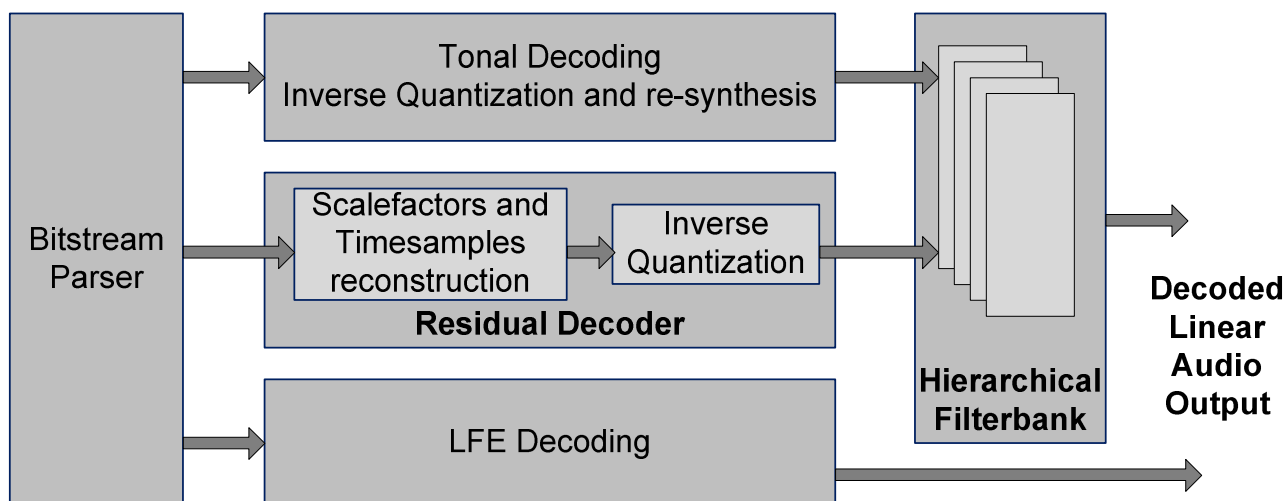 Bitstream
Parser
Tonal Decoding
Inverse Quantization and re-synthesis
Scalefactors and
Timesamples
reconstruction
Inverse
Quantization
Residual Decoder
LFE Decoding
Hierarchical
Filterbank
Decoded
Linear
Audio
Output